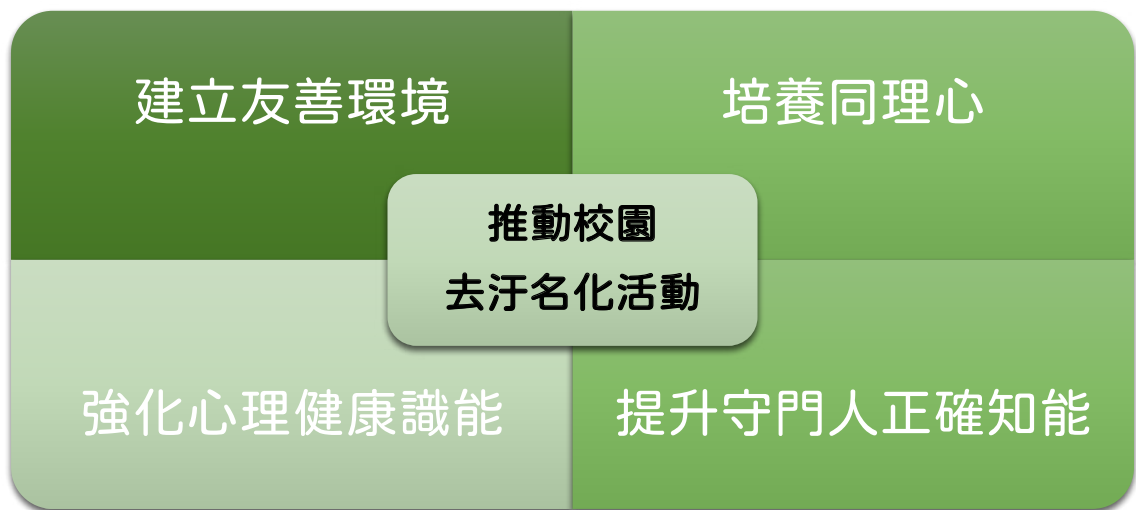 建立友善環境
培養同理心
推動校園
去汙名化活動
強化心理健康識能
提升守門人正確知能